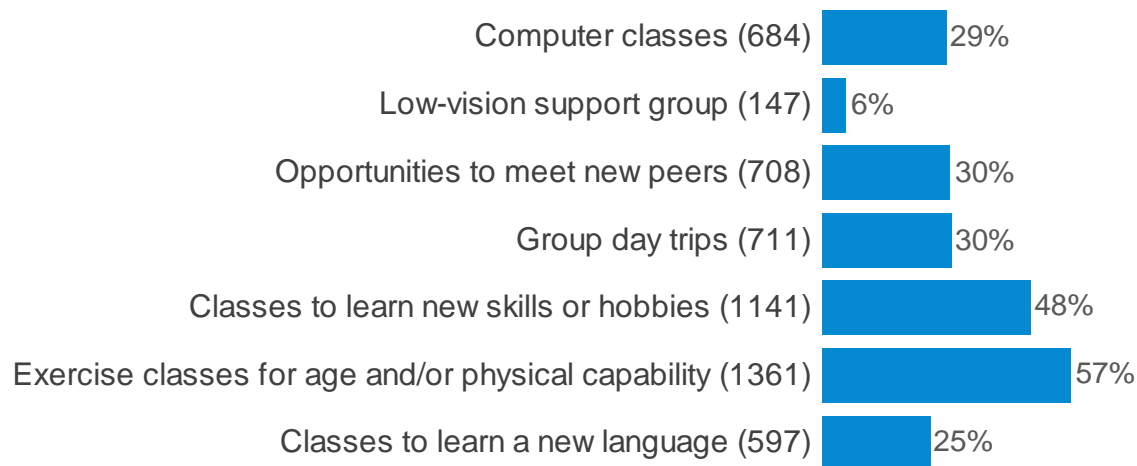 Computer classes (684) 29%
Low-vision support group (147) 6%
Opportunities to meet new peers (708) 30%
Group day trips (711) 30%
Classes to learn new skills or hobbies (1141) 48%
Exercise classes for age and/or physical capability (1361) 57%
Classes to learn a new language (597) 25%